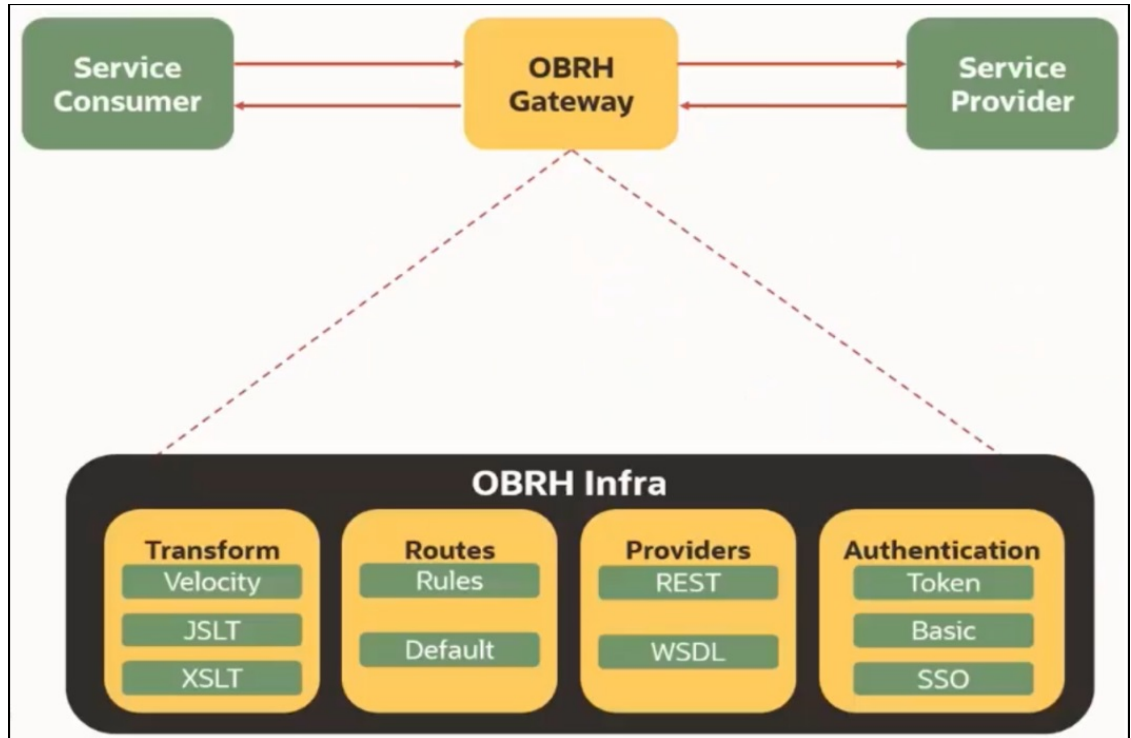 Service
Consumer
OBRH
Gateway
Service
Provider
OBRH Infra
Transform
Velocity
JSLT
XSLT
Routes
Rules
Default
Providers
REST
WSDL
Authentication
Token
Basic
SSO